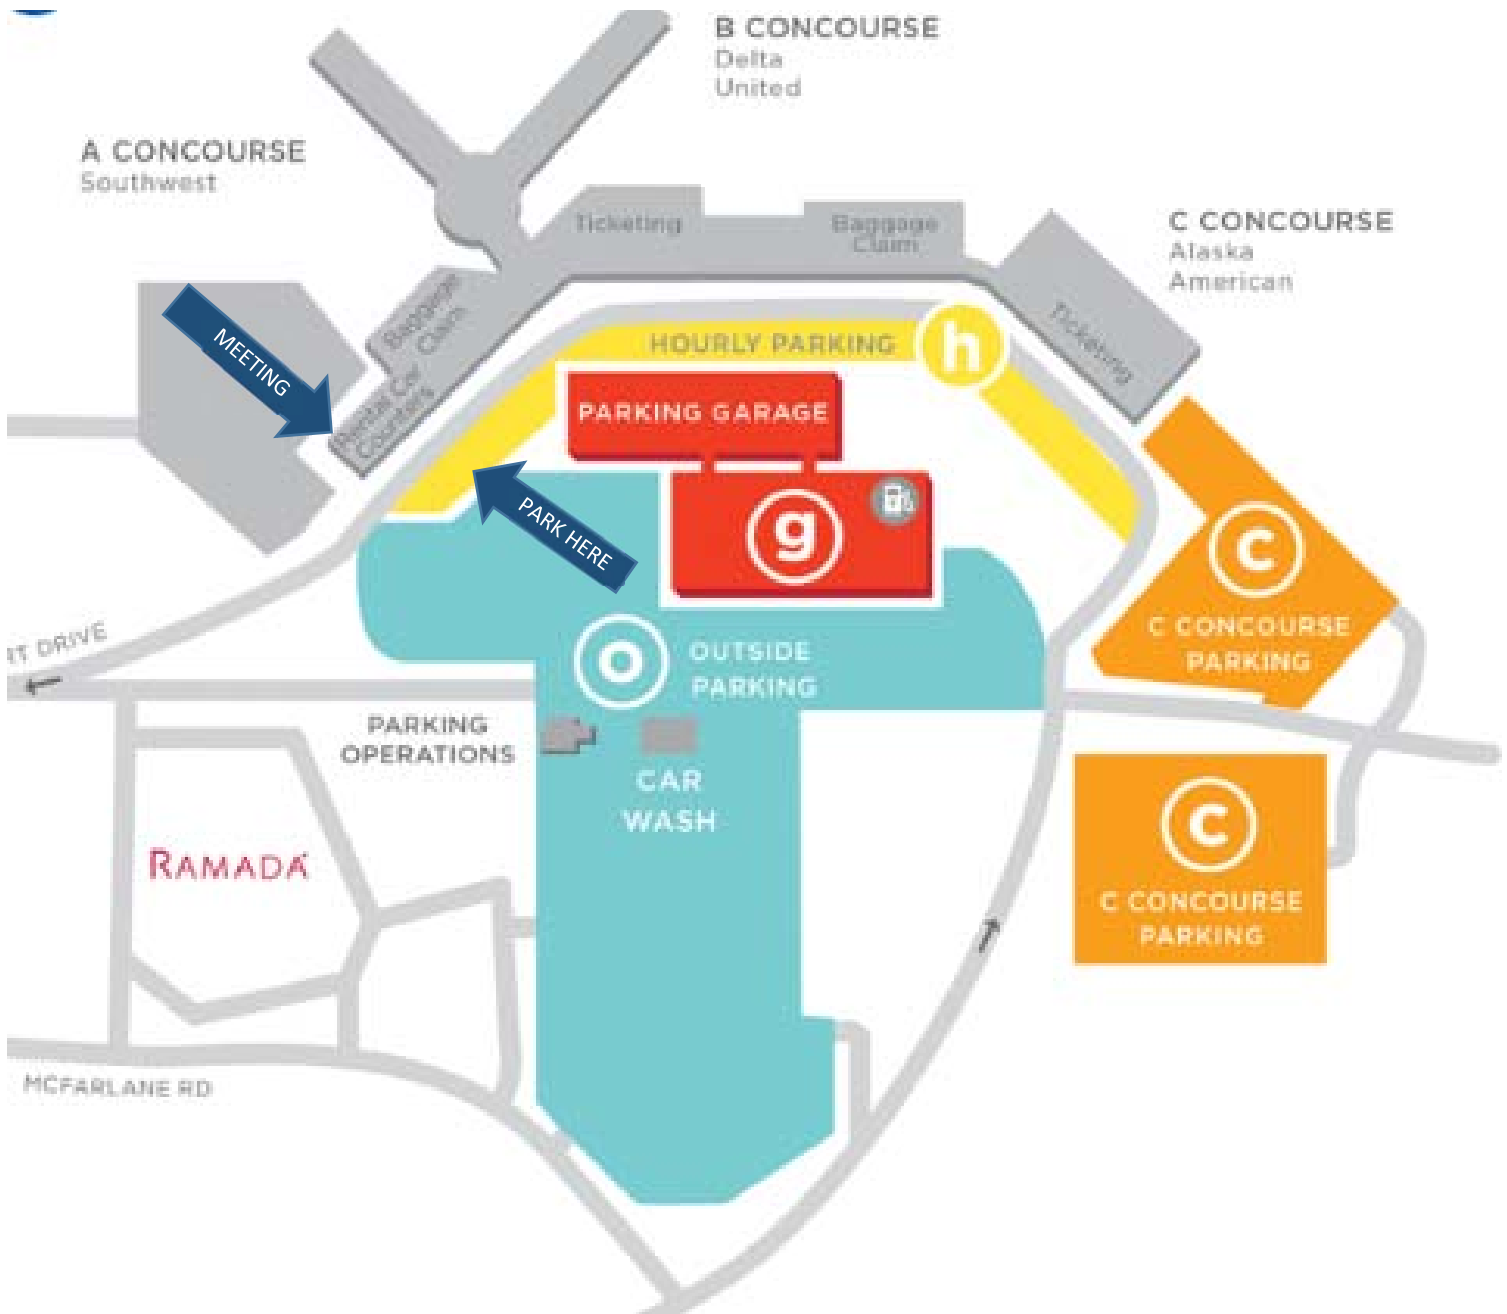 B CONCOURSE
Delta
United
A CONCOURSE
Southwest
Ticketing
Baggage
Claim
C CONCOURSE
Alaska
American
Baggage
Claim
Ticketing
MEETING
Rental Car
Counters
HOURLY PARKING
h
PARKING GARAGE
g
PARK HERE
C
C CONCOURSE
PARKING
RT DRIVE
O
OUTSIDE
PARKING
PARKING
OPERATIONS
CAR
WASH
RAMADA
C
C CONCOURSE
PARKING
MCFARLANE RD